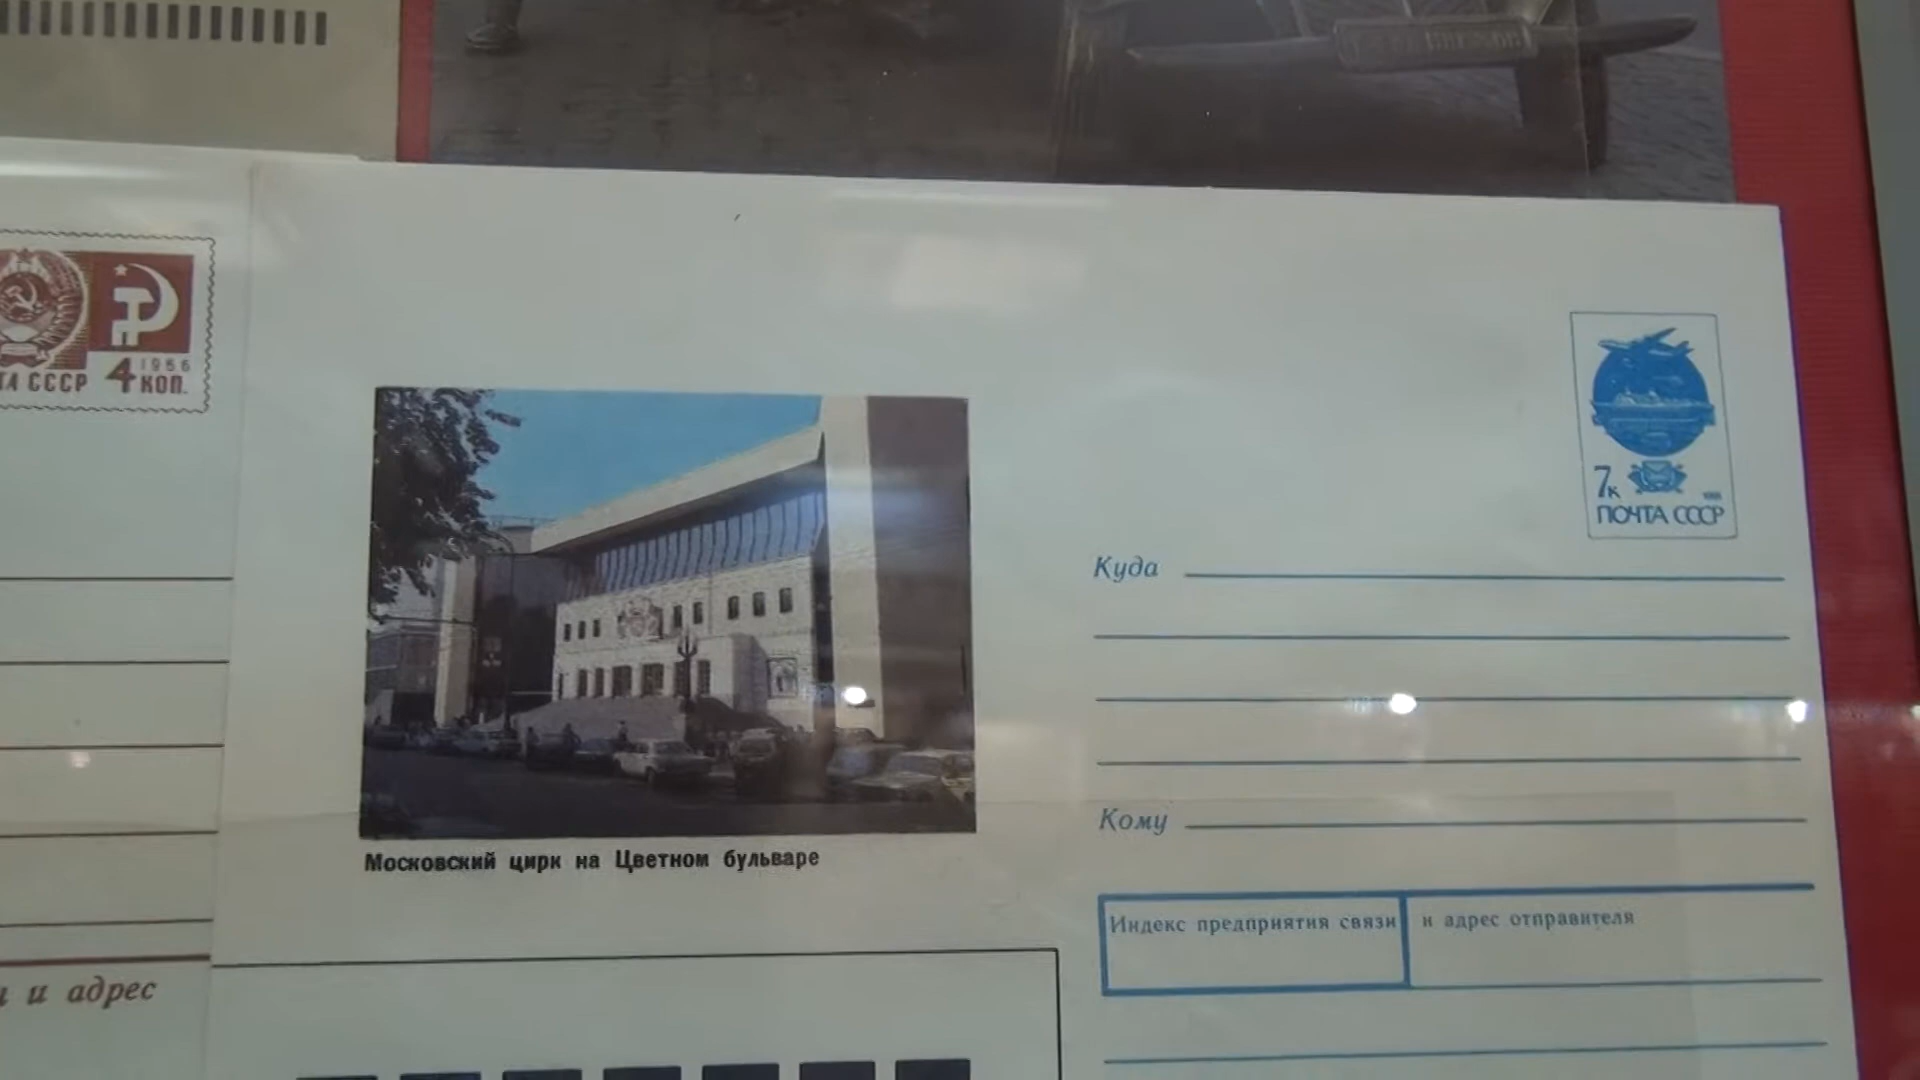 1966
4 КОП.
ТА СССР
7к
ПОЧТА СССР
Куда
Кому
Московский цирк на Цветном бульваре
Индекс предприятия связи и адрес отправителя
и адрес